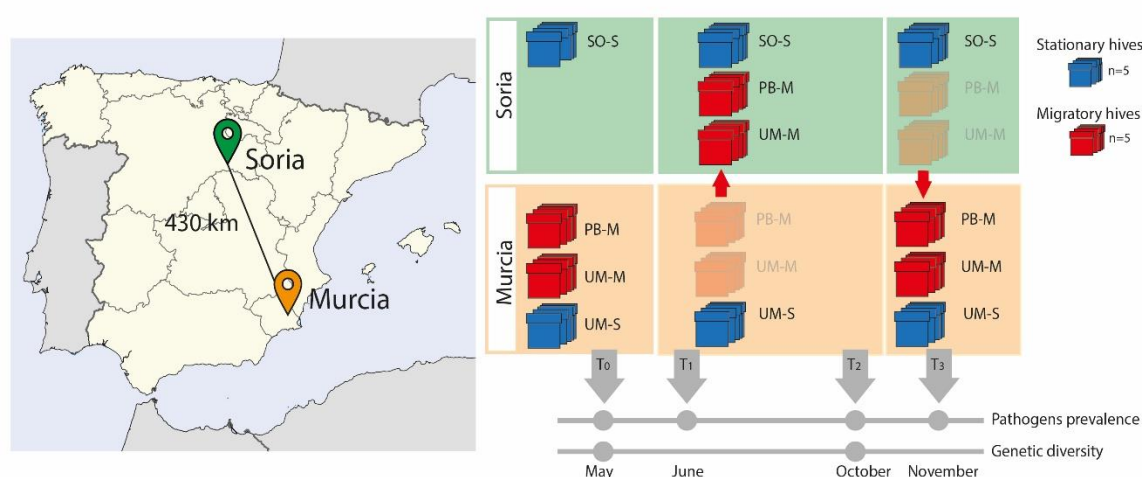 Soria
430 km
Murcia
Soria
SO-S
SO-S
PB-M
UM-M
SO-S
PB-M
UM-M
Murcia
PB-M
UM-M
UM-S
PB-M
UM-M
UM-S
PB-M
UM-M
UM-S
Stationary hives
n=5
Migratory hives
n=5
T0
T1
T2
T3
Pathogens prevalence
Genetic diversity
May
June
October
November